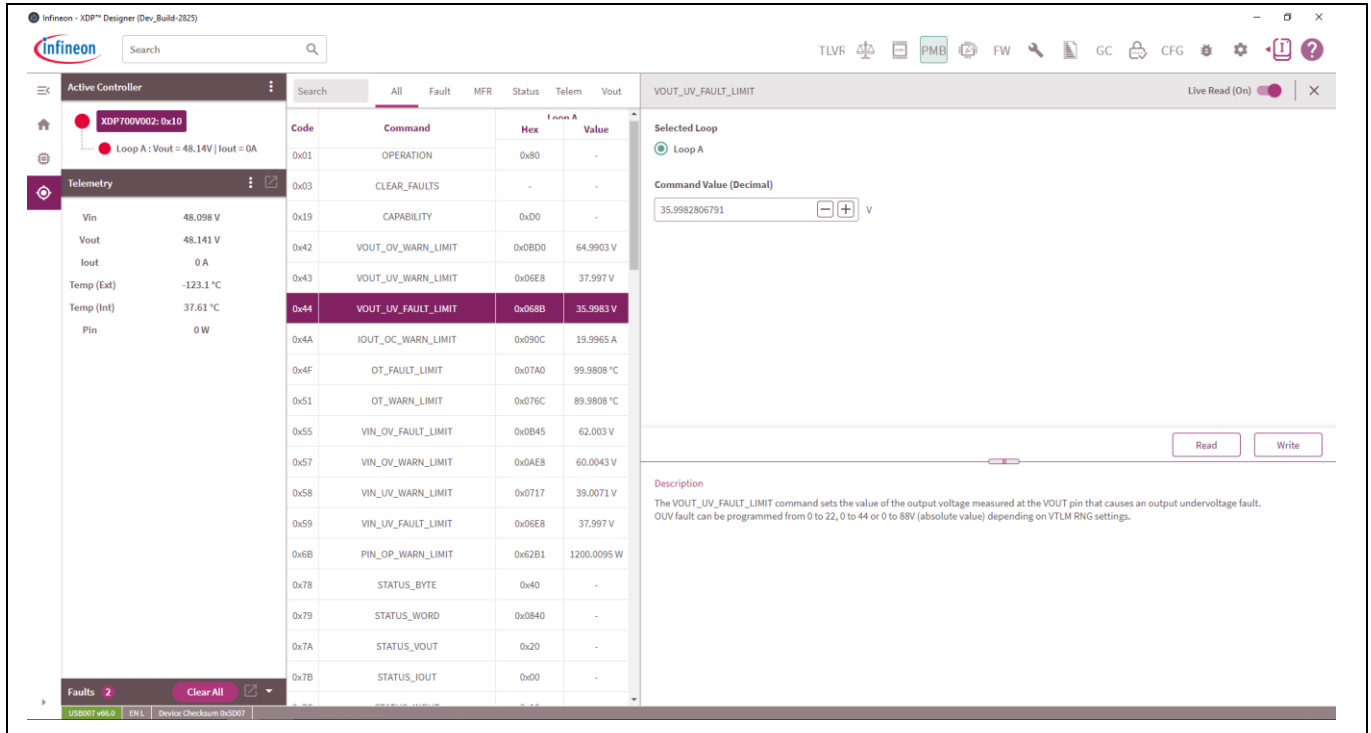 Infineon - XDP™ Designer (Dev_Build-2825)
infineon
Search
TLVR PMB FW GC CFG
Active Controller
XDP700V002: 0x10
Loop A : Vout = 48.14V | Iout = 0A
Telemetry
Vin 48.098 V
Vout 48.141 V
Iout 0 A
Temp (Ext) -123.1 °C
Temp (Int) 37.61 °C
Pin 0 W
Faults 2 Clear All
USB007 v66.0 EN L Device Checksum 0x5D07
Search All Fault MFR Status Telem Vout
Loop A
Code Command Hex Value
0x01 OPERATION 0x80 -
0x03 CLEAR_FAULTS - -
0x19 CAPABILITY 0xD0 -
0x42 VOUT_OV_WARN_LIMIT 0x0BD0 64.9903 V
0x43 VOUT_UV_WARN_LIMIT 0x06E8 37.997 V
0x44 VOUT_UV_FAULT_LIMIT 0x068B 35.9983 V
0x4A IOUT_OC_WARN_LIMIT 0x090C 19.9965 A
0x4F OT_FAULT_LIMIT 0x07A0 99.9808 °C
0x51 OT_WARN_LIMIT 0x076C 89.9808 °C
0x55 VIN_OV_FAULT_LIMIT 0x0B45 62.003 V
0x57 VIN_OV_WARN_LIMIT 0x0AE8 60.0043 V
0x58 VIN_UV_WARN_LIMIT 0x0717 39.0071 V
0x59 VIN_UV_FAULT_LIMIT 0x06E8 37.997 V
0x6B PIN_OP_WARN_LIMIT 0x62B1 1200.0095 W
0x78 STATUS_BYTE 0x40 -
0x79 STATUS_WORD 0x0840 -
0x7A STATUS_VOUT 0x20 -
0x7B STATUS_IOUT 0x00 -
VOUT_UV_FAULT_LIMIT Live Read (On)
Selected Loop
Loop A
Command Value (Decimal)
35.9982806791 V
Read Write
Description
The VOUT_UV_FAULT_LIMIT command sets the value of the output voltage measured at the VOUT pin that causes an output undervoltage fault.
OUV fault can be programmed from 0 to 22, 0 to 44 or 0 to 88V (absolute value) depending on VTLM RNG settings.